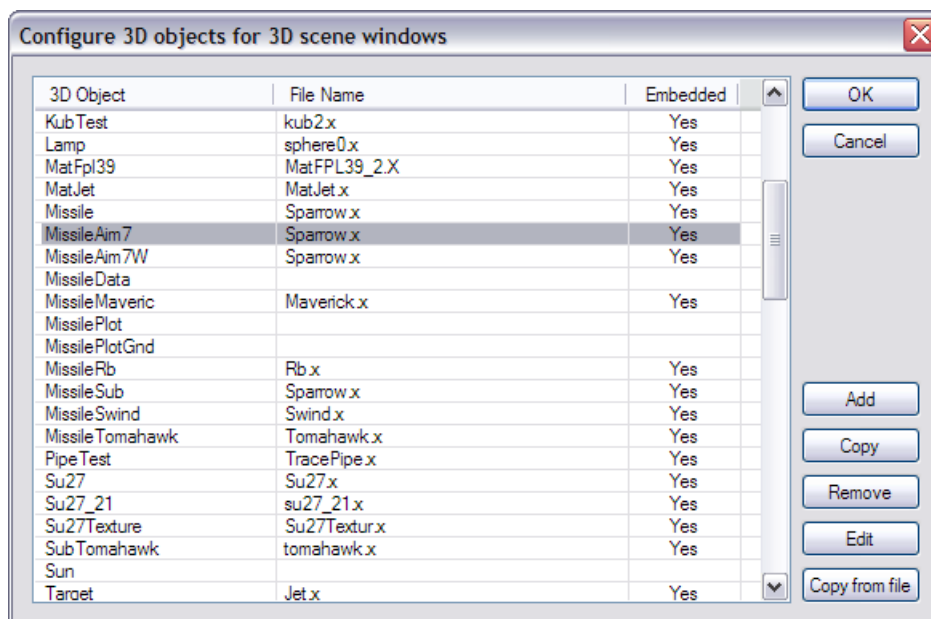 Configure 3D objects for 3D scene windows
3D Object File Name Embedded OK
KubTest kub2.x Yes
Lamp sphere0.x Yes Cancel
MatFpl39 MatFPL39_2.X Yes
MatJet MatJet.x Yes
Missile Sparrow.x Yes
MissileAim7 Sparrow.x Yes
MissileAim7W Sparrow.x Yes
MissileData
MissileMaveric Maverick.x Yes
MissilePlot
MissilePlotGnd
MissileRb Rb.x Yes
MissileSub Sparrow.x Yes Add
MissileSwind Swind.x Yes
MissileTomahawk Tomahawk.x Yes Copy
PipeTest TracePipe.x Yes
Su27 Su27.x Yes Remove
Su27_21 su27_21.x Yes
Su27Texture Su27Textur.x Yes Edit
SubTomahawk tomahawk.x Yes
Sun Copy from file
Target Jet.x Yes